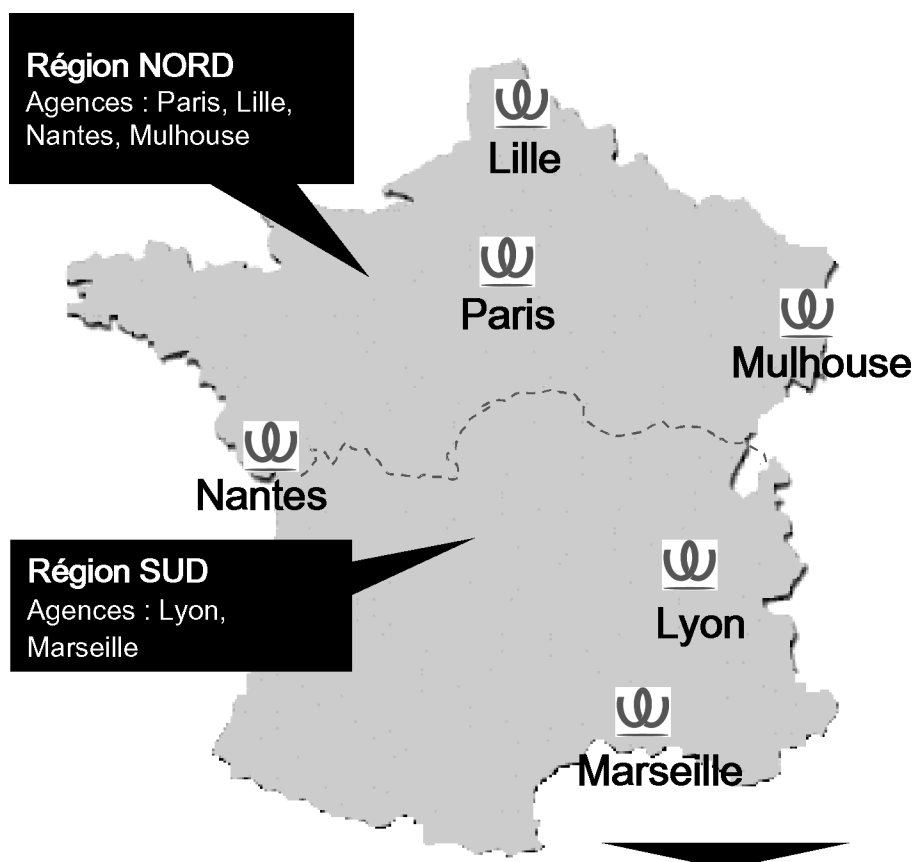 Région NORD
Agences : Paris, Lille,
Nantes, Mulhouse
Lille
Paris
Mulhouse
Nantes
Région SUD
Agences : Lyon,
Marseille
Lyon
Marseille